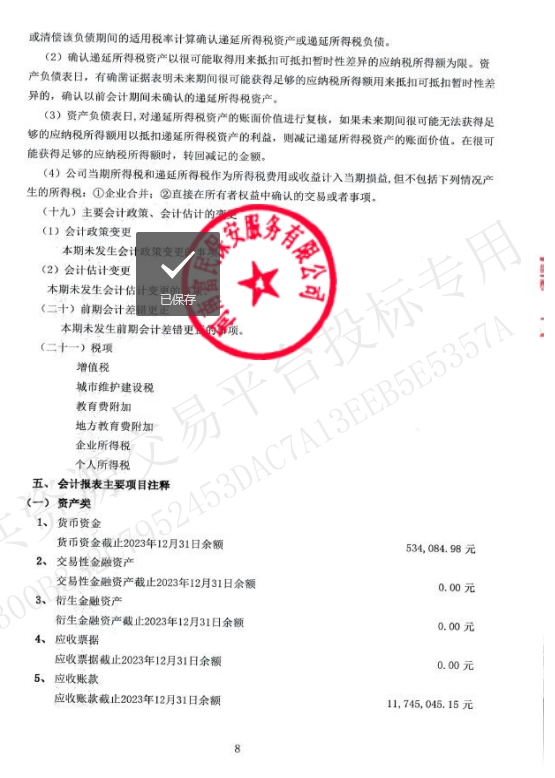 或清偿该负债期间的适用税率计算确认递延所得税资产或递延所得税负债。
（2）确认递延所得税资产以很可能取得用来抵扣可抵扣暂时性差异的应纳税所得额为限。资
产负债表日，有确凿证据表明未来期间很可能获得足够的应纳税所得额用来抵扣可抵扣暂时性差
异的，确认以前会计期间未确认的递延所得税资产。
（3）资产负债表日,对递延所得税资产的账面价值进行复核，如果未来期间很可能无法获得足
够的应纳税所得额用以抵扣递延所得税资产的利益，则减记递延所得税资产的账面价值。在很可
能获得足够的应纳税所得额时，转回减记的金额。
（4）公司当期所得税和递延所得税作为所得税费用或收益计入当期损益,但不包括下列情况产
生的所得税：①企业合并；②直接在所有者权益中确认的交易或者事项。
（十九）主要会计政策、会计估计的变更
（1）会计政策变更
本期未发生会计政策变更的事
（2）会计估计变更
本期未发生会计估计变更的
（二十）前期会计差错更正
本期未发生前期会计差错更正的事项。
（二十一）税项
增值税
城市维护建设税
教育费附加
地方教育费附加
企业所得税
个人所得税
五、会计报表主要项目注释
（一）资产类
1、货币资金
货币资金截止2023年12月31日余额 534,084.98 元
2、交易性金融资产
交易性金融资产截止2023年12月31日余额 0.00 元
3、衍生金融资产
衍生金融资产截止2023年12月31日余额 0.00 元
4、应收票据
应收票据截止2023年12月31日余额 0.00 元
5、应收账款
应收账款截止2023年12月31日余额 11,745,045.15 元
8
已保存
民保安服务有限公司
资源交易平台投标专用
7952453DAC7A13EEB5E5357A